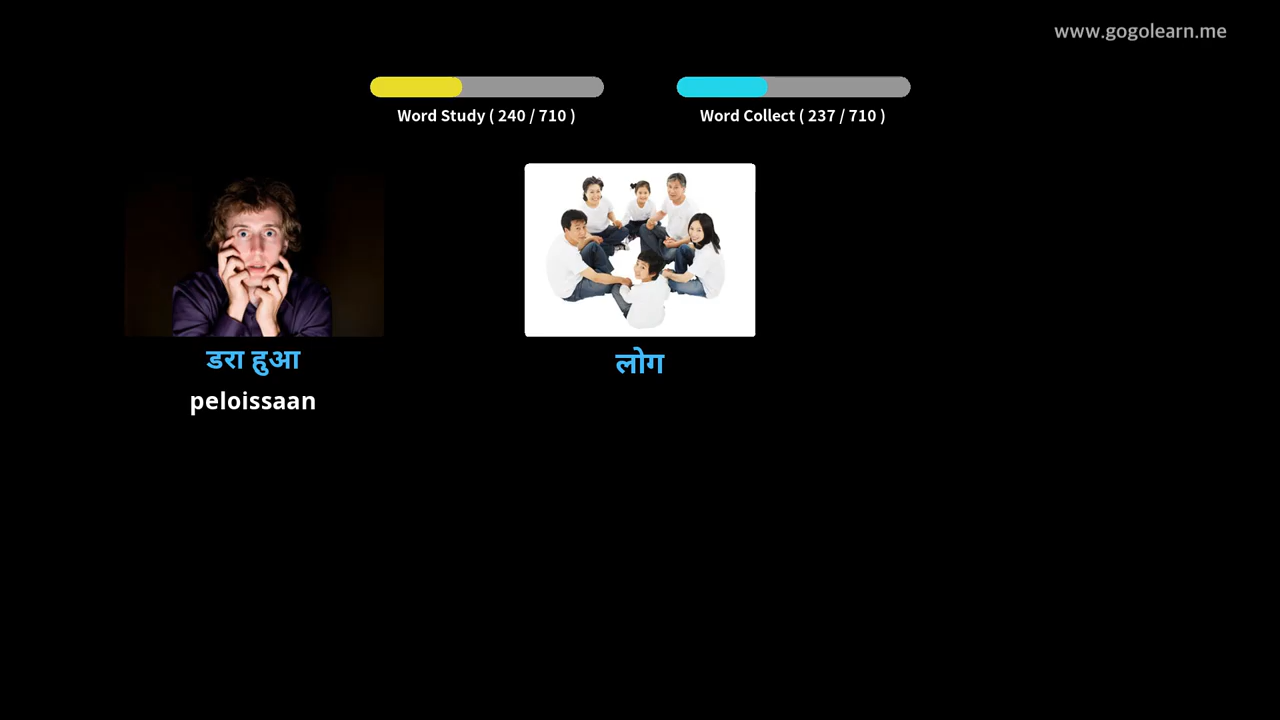 www.gogolearn.me
Word Study ( 240 / 710 )
Word Collect ( 237 / 710 )
डरा हुआ
peloissaan
लोग